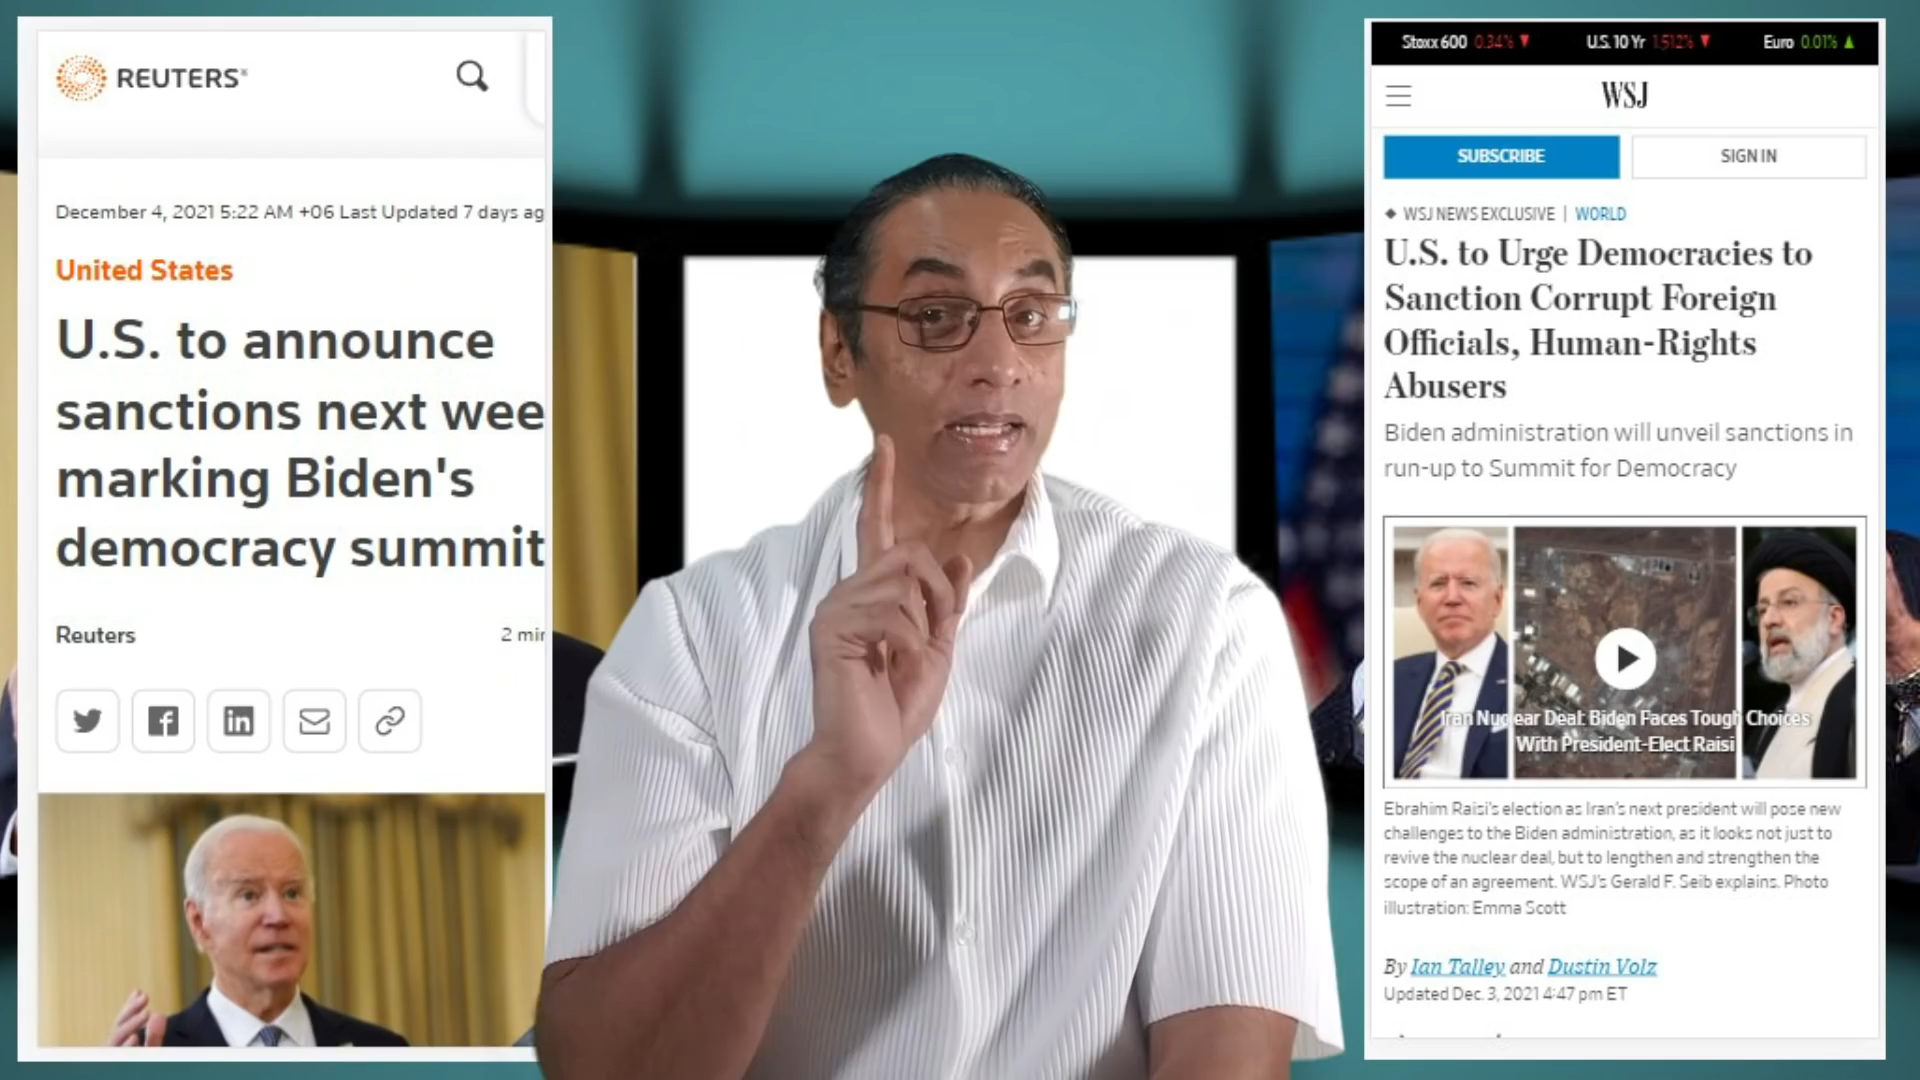 REUTERS
December 4, 2021 5:22 AM +06 Last Updated 7 days ag
United States
U.S. to announce
sanctions next wee
marking Biden's
democracy summit
Reuters
2 min
Stoxx 600 0.34% ▼ U.S. 10 Yr 1.512% ▼ Euro 0.01% ▲
WSJ
SUBSCRIBE
SIGN IN
WSJ NEWS EXCLUSIVE | WORLD
U.S. to Urge Democracies to
Sanction Corrupt Foreign
Officials, Human-Rights
Abusers
Biden administration will unveil sanctions in
run-up to Summit for Democracy
Iran Nuclear Deal: Biden Faces Tough Choices
With President-Elect Raisi
Ebrahim Raisi's election as Iran's next president will pose new
challenges to the Biden administration, as it looks not just to
revive the nuclear deal, but to lengthen and strengthen the
scope of an agreement. WSJ's Gerald F. Seib explains. Photo
illustration: Emma Scott
By Ian Talley and Dustin Volz
Updated Dec. 3, 2021 4:47 pm ET